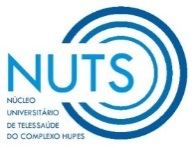 NUTS
NÚCLEO
UNIVERSITÁRIO
DE TELESSAÚDE
DO COMPLEXO HUPES